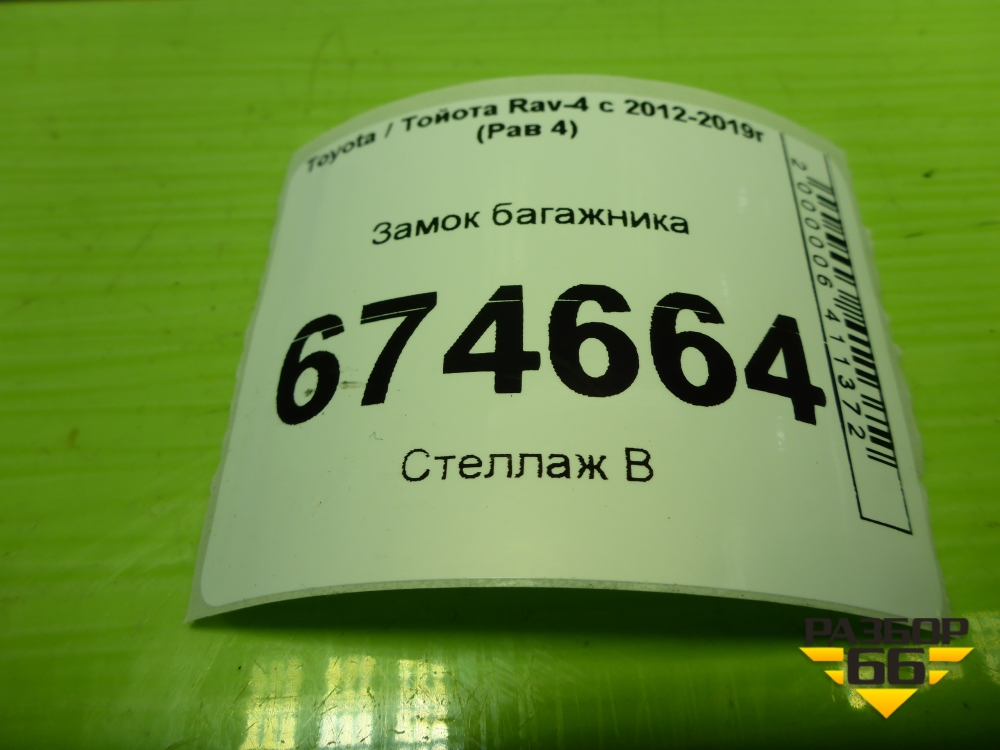 Toyota / Тойота Rav-4 с 2012-2019г
(Рав 4)
Замок багажника
674664
Стеллаж В
2000006411372
РАЗБОР
66